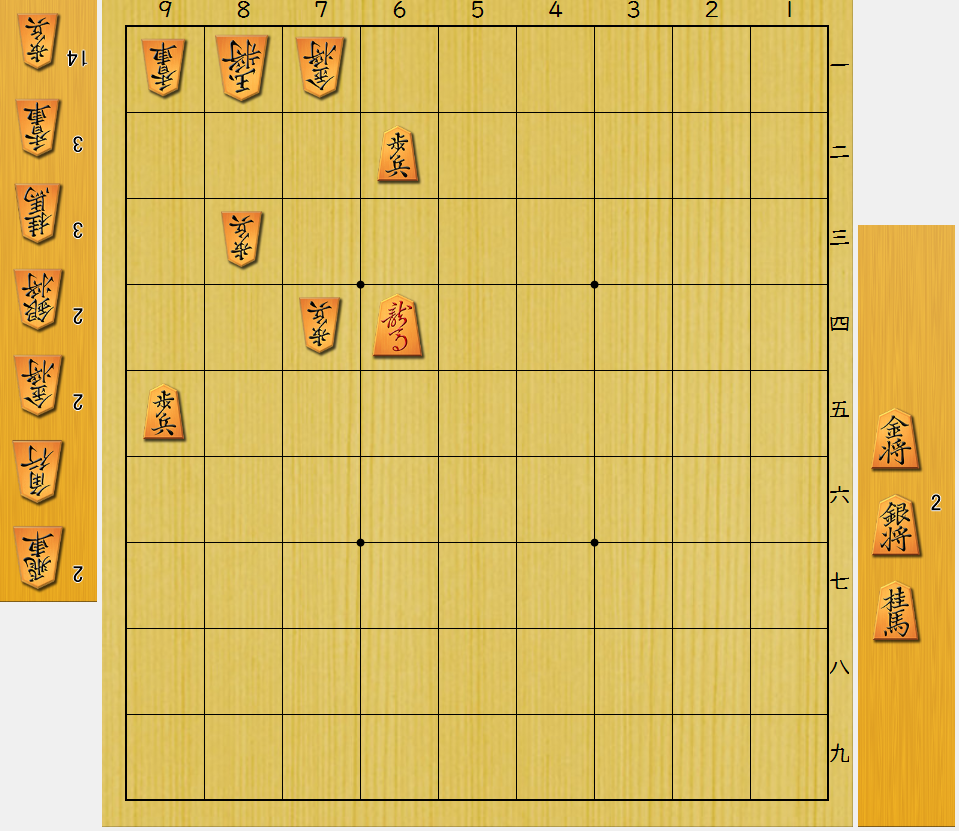 9 8 7 6 5 4 3 2 1
一
二
三
四
五
六
七
八
九
香車 玉将 金将
歩兵
歩兵
歩兵 龍馬
歩兵
歩兵 14
香車 3
桂馬 3
銀将 2
金将 2
角行
飛車 2
金将
銀将 2
桂馬